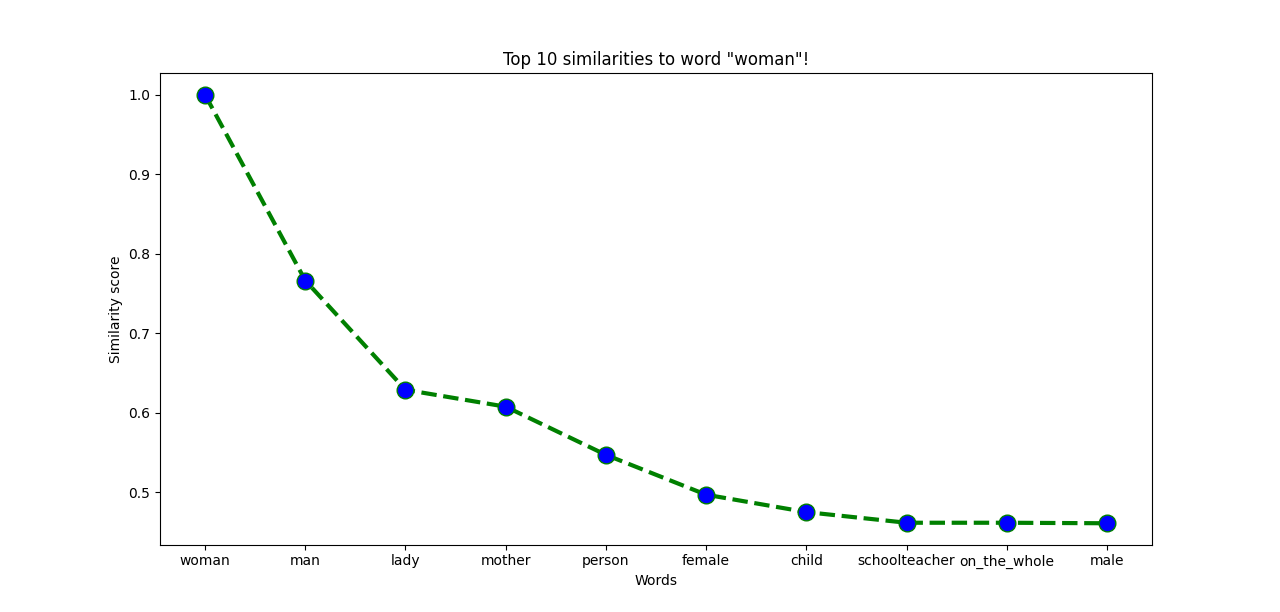 Top 10 similarities to word "woman"!
1.0
0.9
0.8
0.7
0.6
0.5
Similarity score
woman man lady mother person female child schoolteacher on_the_whole male
Words